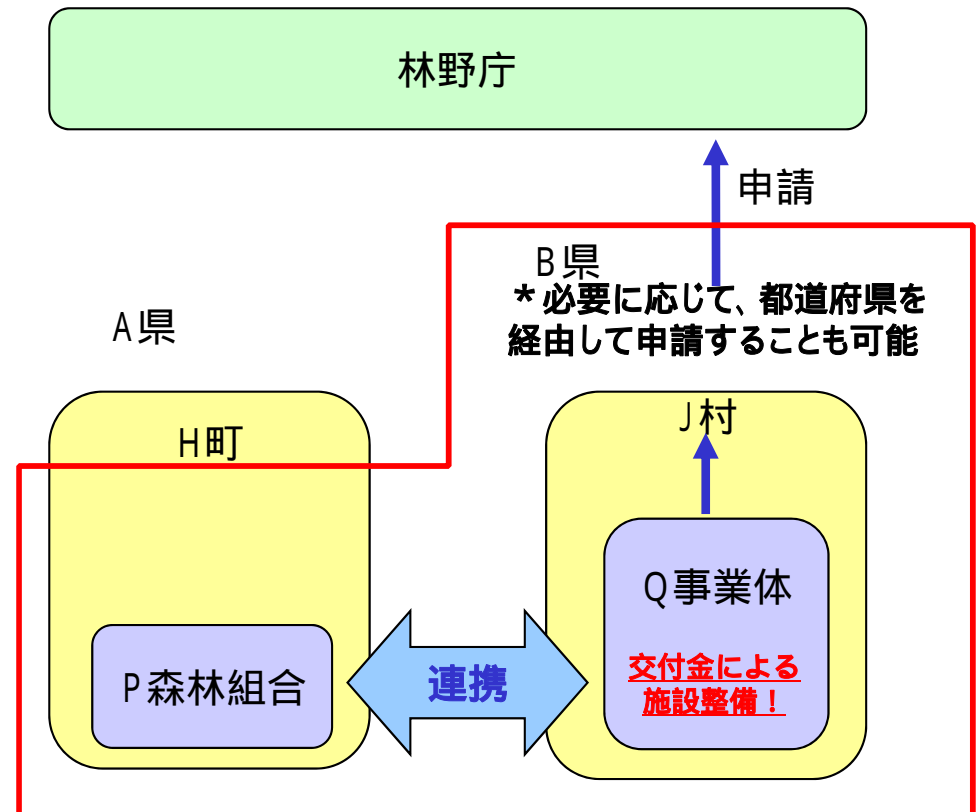 林野庁
申請
B県
*必要に応じて、都道府県を
経由して申請することも可能
A県
H町
J村
Q事業体
交付金による
施設整備！
P森林組合
連携